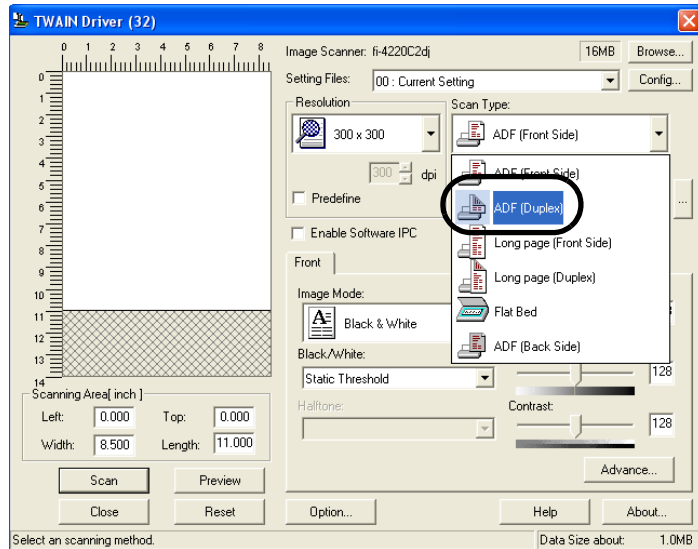 TWAIN Driver (32)
0 1 2 3 4 5 6 7 8
Image Scanner: fi-4220C2dj 16MB Browse...
Setting Files: 00 : Current Setting Config...
Resolution Scan Type:
300 x 300 ADF (Front Side)
300 dpi ADF (Front Side)
Predefine ADF (Duplex) ...
Enable Software IPC Long page (Front Side)
Front Long page (Duplex)
Image Mode:
Black & White Flat Bed
Black/White: ADF (Back Side)
Static Threshold 128
Halftone: Contrast:
128
Advance...
Option... Help About...
0
1
2
3
4
5
6
7
8
9
10
11
12
13
14
Scanning Area[ inch ]
Left: 0.000 Top: 0.000
Width: 8.500 Length: 11.000
Scan Preview
Close Reset
Select an scanning method. Data Size about: 1.0MB